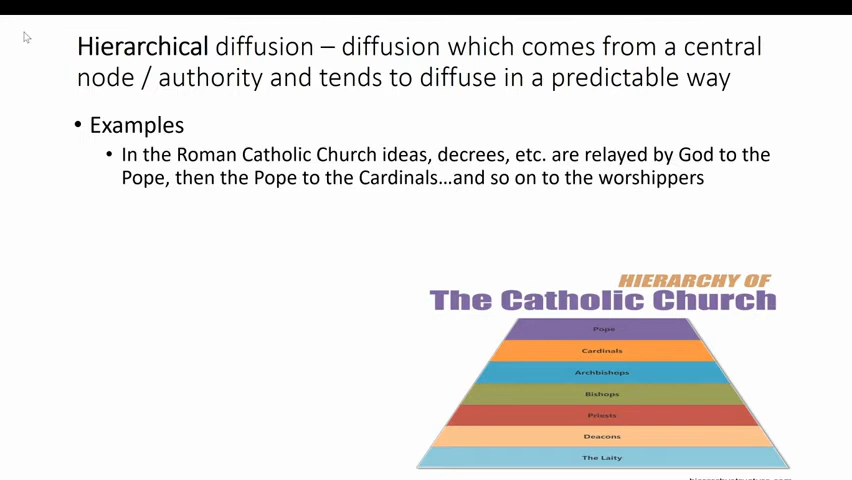 Hierarchical diffusion – diffusion which comes from a central
node / authority and tends to diffuse in a predictable way
• Examples
• In the Roman Catholic Church ideas, decrees, etc. are relayed by God to the
Pope, then the Pope to the Cardinals…and so on to the worshippers
HIERARCHY OF
The Catholic Church
Pope
Cardinals
Archbishops
Bishops
Priests
Deacons
The Laity